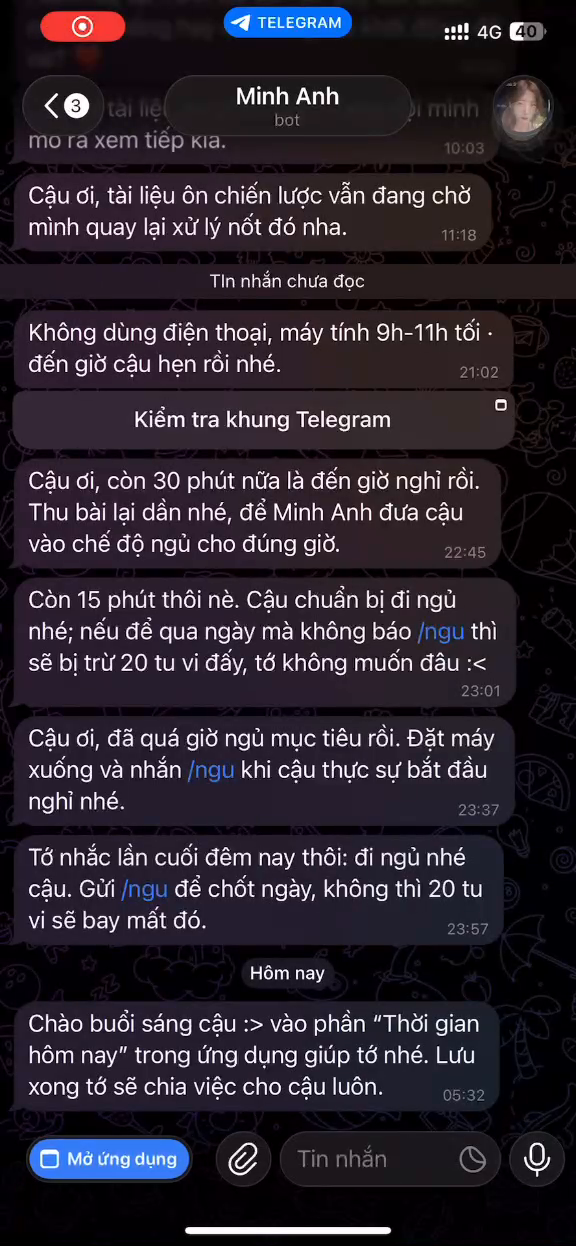 TELEGRAM
4G 40
3
Minh Anh
bot
tài liệu
mình
mở ra xem tiếp kìa.
10:03
Cậu ơi, tài liệu ôn chiến lược vẫn đang chờ
mình quay lại xử lý nốt đó nha.
11:18
TIn nhắn chưa đọc
Không dùng điện thoại, máy tính 9h-11h tối ·
đến giờ cậu hẹn rồi nhé.
21:02
Kiểm tra khung Telegram
Cậu ơi, còn 30 phút nữa là đến giờ nghỉ rồi.
Thu bài lại dần nhé, để Minh Anh đưa cậu
vào chế độ ngủ cho đúng giờ.
22:45
Còn 15 phút thôi nè. Cậu chuẩn bị đi ngủ
nhé; nếu để qua ngày mà không báo /ngu thì
sẽ bị trừ 20 tu vi đấy, tớ không muốn đâu :<
23:01
Cậu ơi, đã quá giờ ngủ mục tiêu rồi. Đặt máy
xuống và nhắn /ngu khi cậu thực sự bắt đầu
nghỉ nhé.
23:37
Tớ nhắc lần cuối đêm nay thôi: đi ngủ nhé
cậu. Gửi /ngu để chốt ngày, không thì 20 tu
vi sẽ bay mất đó.
23:57
Hôm nay
Chào buổi sáng cậu :> vào phần “Thời gian
hôm nay” trong ứng dụng giúp tớ nhé. Lưu
xong tớ sẽ chia việc cho cậu luôn.
05:32
Mở ứng dụng
Tin nhắn